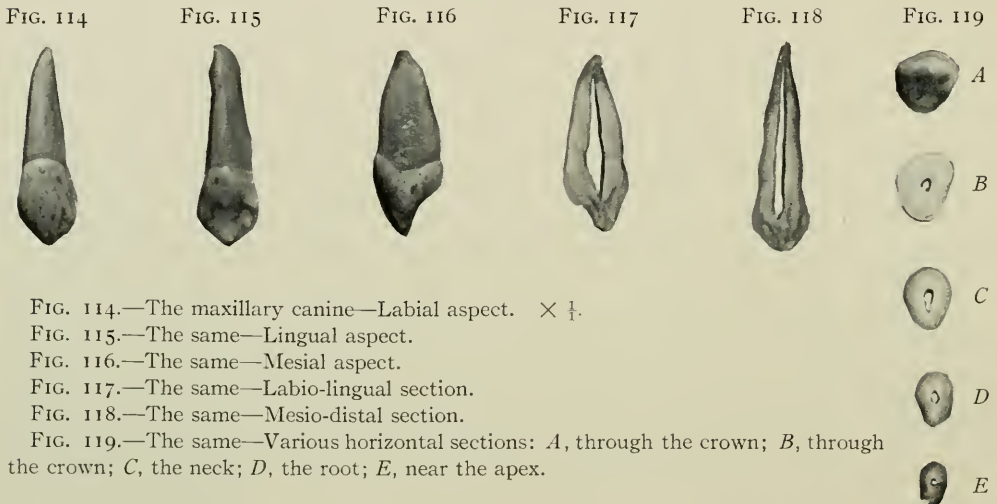 FIG. 114 FIG. 115 FIG. 116 FIG. 117 FIG. 118 FIG. 119
A
B
C
D
E
FIG. 114.—The maxillary canine—Labial aspect. × 1/1.
FIG. 115.—The same—Lingual aspect.
FIG. 116.—The same—Mesial aspect.
FIG. 117.—The same—Labio-lingual section.
FIG. 118.—The same—Mesio-distal section.
FIG. 119.—The same—Various horizontal sections: A, through the crown; B, through
the crown; C, the neck; D, the root; E, near the apex.